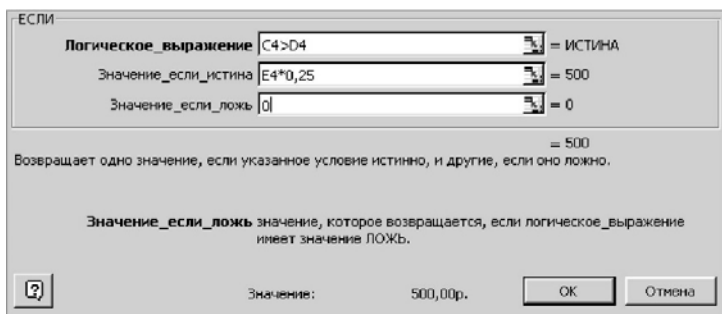 ЕСЛИ
Логическое_выражение C4>D4 = ИСТИНА
Значение_если_истина E4*0,25 = 500
Значение_если_ложь 0 = 0
= 500
Возвращает одно значение, если указанное условие истинно, и другие, если оно ложно.
Значение_если_ложь значение, которое возвращается, если логическое_выражение
имеет значение ЛОЖЬ.
Значение: 500,00р. OK Отмена